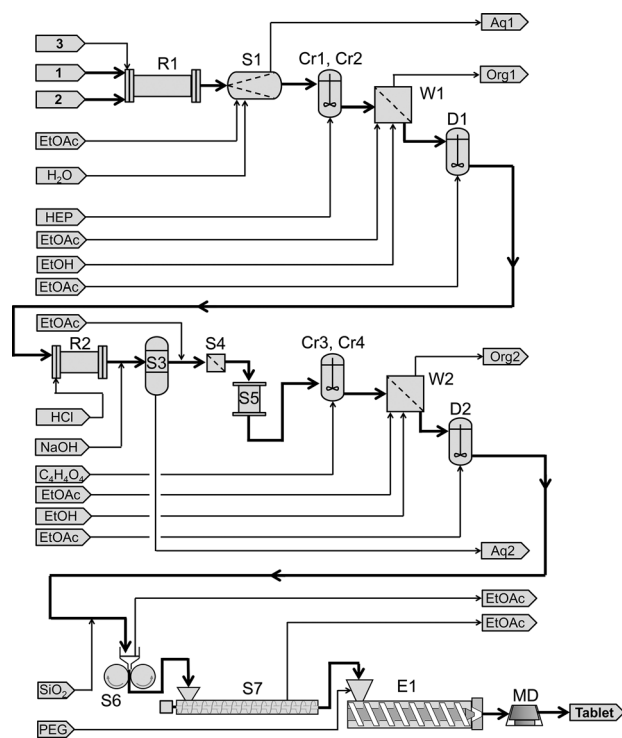 Aq1
3
R1
S1
Cr1, Cr2
1
Org1
W1
2
D1
EtOAc
H₂O
HEP
EtOAc
EtOH
EtOAc
EtOAc
R2
S3
S4
Cr3, Cr4
Org2
W2
S5
D2
HCl
NaOH
C₄H₄O₄
EtOAc
EtOH
EtOAc
Aq2
EtOAc
EtOAc
SiO₂
S6
S7
E1
MD
Tablet
PEG